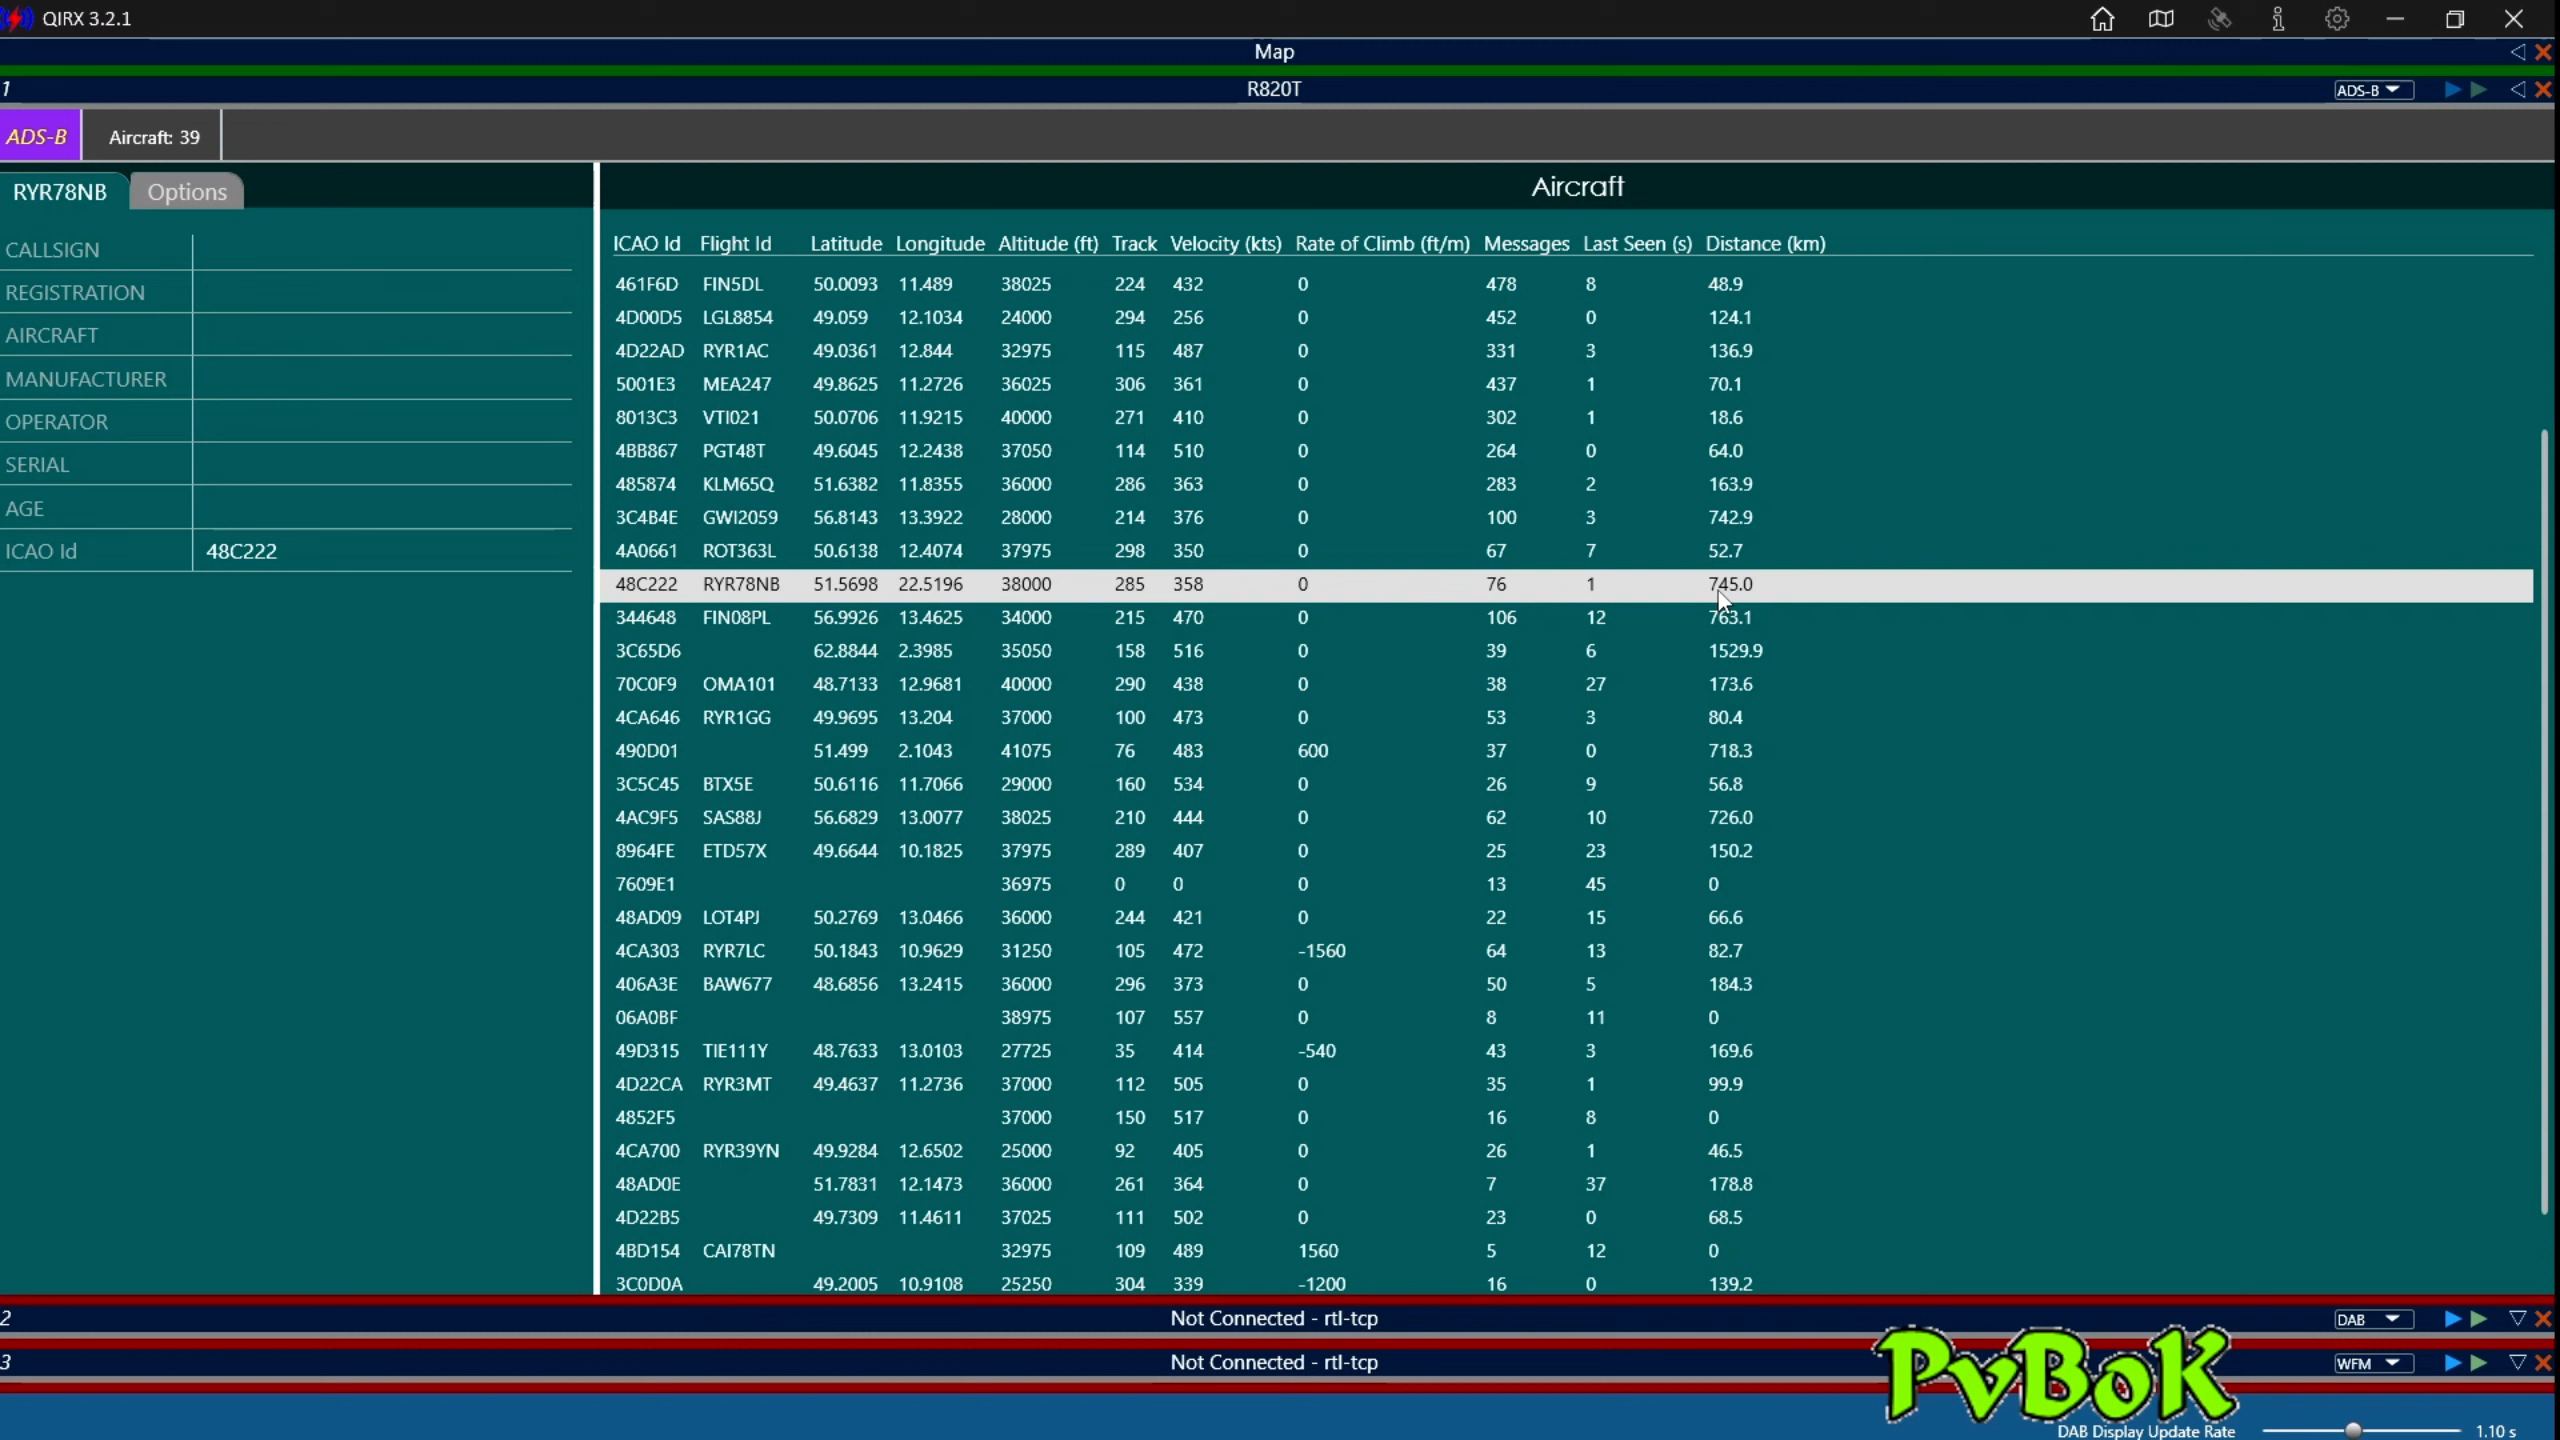 QIRX 3.2.1
Map
1 R820T ADS-B
ADS-B Aircraft: 39
RYR78NB Options
CALLSIGN
REGISTRATION
AIRCRAFT
MANUFACTURER
OPERATOR
SERIAL
AGE
ICAO Id 48C222
Aircraft
ICAO Id Flight Id Latitude Longitude Altitude (ft) Track Velocity (kts) Rate of Climb (ft/m) Messages Last Seen (s) Distance (km)
461F6D FIN5DL 50.0093 11.489 38025 224 432 0 478 8 48.9
4D00D5 LGL8854 49.059 12.1034 24000 294 256 0 452 0 124.1
4D22AD RYR1AC 49.0361 12.844 32975 115 487 0 331 3 136.9
5001E3 MEA247 49.8625 11.2726 36025 306 361 0 437 1 70.1
8013C3 VTI021 50.0706 11.9215 40000 271 410 0 302 1 18.6
4BB867 PGT48T 49.6045 12.2438 37050 114 510 0 264 0 64.0
485874 KLM65Q 51.6382 11.8355 36000 286 363 0 283 2 163.9
3C4B4E GWI2059 56.8143 13.3922 28000 214 376 0 100 3 742.9
4A0661 ROT363L 50.6138 12.4074 37975 298 350 0 67 7 52.7
48C222 RYR78NB 51.5698 22.5196 38000 285 358 0 76 1 745.0
344648 FIN08PL 56.9926 13.4625 34000 215 470 0 106 12 763.1
3C65D6 62.8844 2.3985 35050 158 516 0 39 6 1529.9
70C0F9 OMA101 48.7133 12.9681 40000 290 438 0 38 27 173.6
4CA646 RYR1GG 49.9695 13.204 37000 100 473 0 53 3 80.4
490D01 51.499 2.1043 41075 76 483 600 37 0 718.3
3C5C45 BTX5E 50.6116 11.7066 29000 160 534 0 26 9 56.8
4AC9F5 SAS88J 56.6829 13.0077 38025 210 444 0 62 10 726.0
8964FE ETD57X 49.6644 10.1825 37975 289 407 0 25 23 150.2
7609E1 36975 0 0 0 13 45 0
48AD09 LOT4PJ 50.2769 13.0466 36000 244 421 0 22 15 66.6
4CA303 RYR7LC 50.1843 10.9629 31250 105 472 -1560 64 13 82.7
406A3E BAW677 48.6856 13.2415 36000 296 373 0 50 5 184.3
06A0BF 38975 107 557 0 8 11 0
49D315 TIE111Y 48.7633 13.0103 27725 35 414 -540 43 3 169.6
4D22CA RYR3MT 49.4637 11.2736 37000 112 505 0 35 1 99.9
4852F5 37000 150 517 0 16 8 0
4CA700 RYR39YN 49.9284 12.6502 25000 92 405 0 26 1 46.5
48AD0E 51.7831 12.1473 36000 261 364 0 7 37 178.8
4D22B5 49.7309 11.4611 37025 111 502 0 23 0 68.5
4BD154 CAI78TN 32975 109 489 1560 5 12 0
3C0D0A 49.2005 10.9108 25250 304 339 -1200 16 0 139.2
2 Not Connected - rtl-tcp DAB
3 Not Connected - rtl-tcp WFM
PvBoK
DAB Display Update Rate 1.10 s